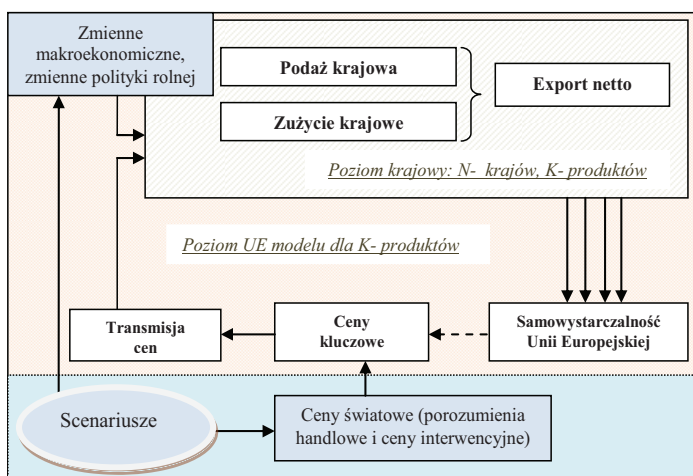 Zmienne
makroekonomiczne,
zmienne polityki rolnej
Podaż krajowa
Zużycie krajowe
Export netto
Poziom krajowy: N- krajów, K- produktów
Poziom UE modelu dla K- produktów
Transmisja
cen
Ceny
kluczowe
Samowystarczalność
Unii Europejskiej
Scenariusze
Ceny światowe (porozumienia
handlowe i ceny interwencyjne)